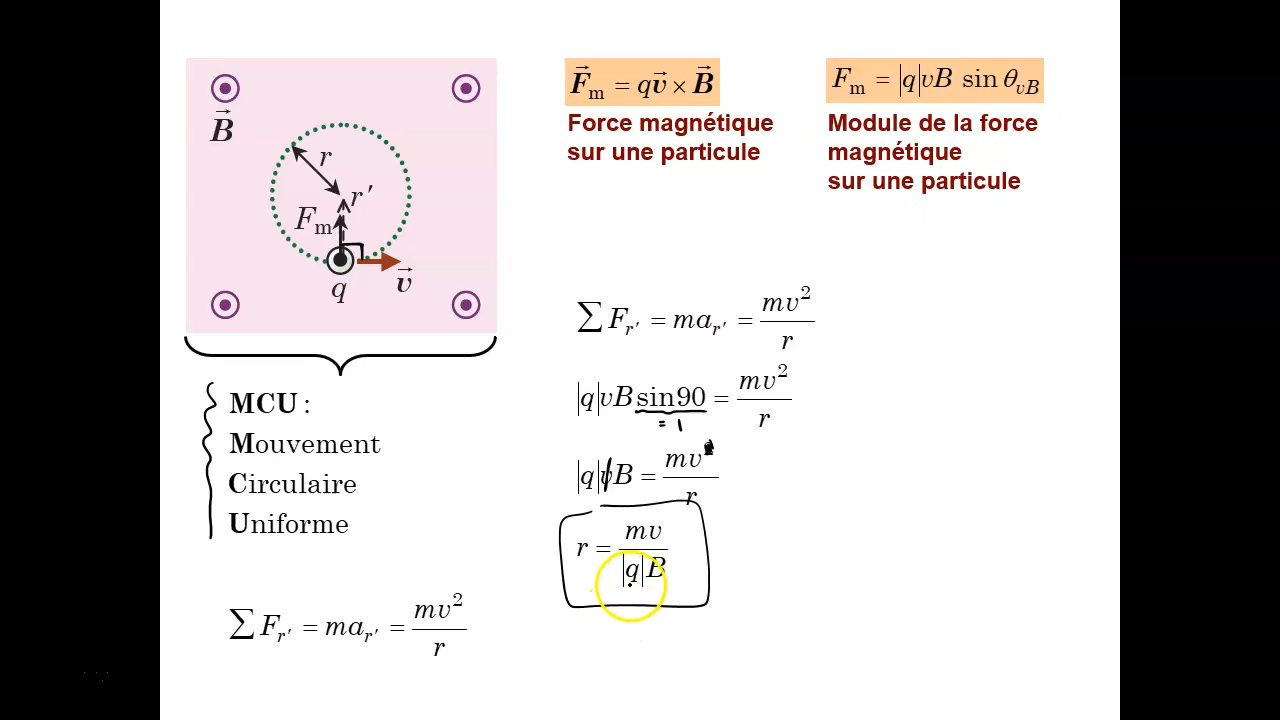 B⃗
r
r′
Fₘ
v⃗
q
MCU :
Mouvement
Circulaire
Uniforme
∑ Fᵣ′ = maᵣ′ = mv²/r
F⃗ₘ = qv⃗ × B⃗
Force magnétique
sur une particule
Fₘ = |q|vB sin θ_vB
Module de la force
magnétique
sur une particule
∑ Fᵣ′ = maᵣ′ = mv²/r
|q|vB sin90 = mv²/r
= 1
|q|vB = mv²/r
r = mv/|q|B